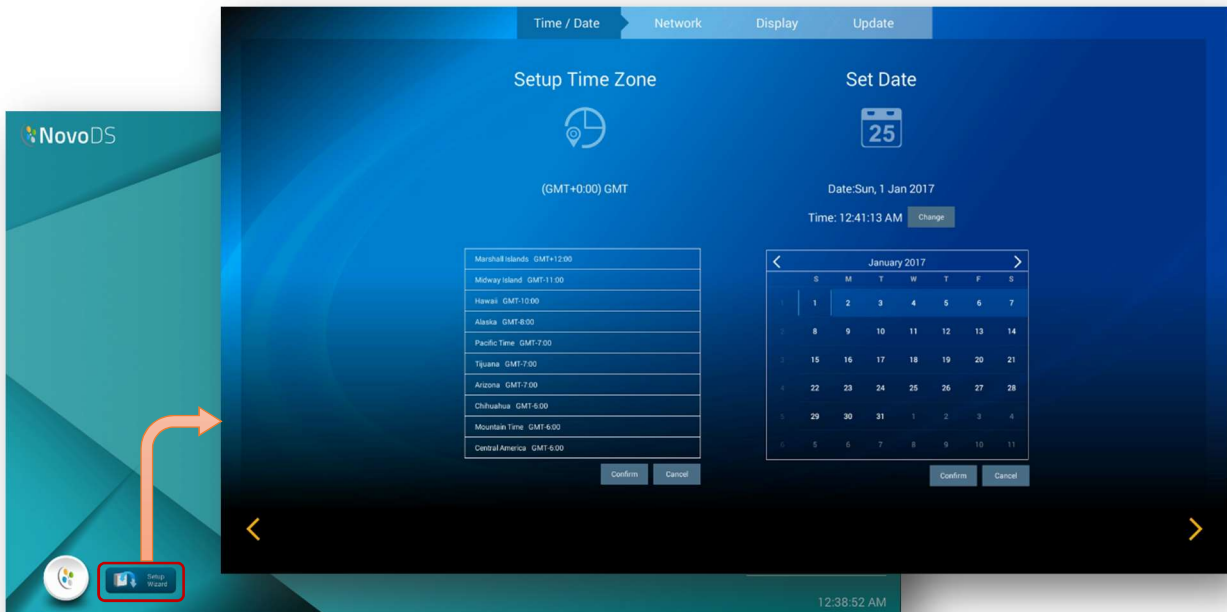 Time / Date Network Display Update
Setup Time Zone
Set Date
NovoDS
25
(GMT+0:00) GMT
Date:Sun, 1 Jan 2017
Time: 12:41:13 AM Change
Marshall Islands GMT+12:00
Midway Island GMT-11:00
Hawaii GMT-10:00
Alaska GMT-8:00
Pacific Time GMT-7:00
Tijuana GMT-7:00
Arizona GMT-7:00
Chihuahua GMT-6:00
Mountain Time GMT-6:00
Central America GMT-6:00
Confirm Cancel
January 2017
S M T W T F S
1 1 2 3 4 5 6 7
2 8 9 10 11 12 13 14
3 15 16 17 18 19 20 21
4 22 23 24 25 26 27 28
5 29 30 31 1 2 3 4
6 5 6 7 8 9 10 11
Confirm Cancel
Setup
Wizard
12:38:52 AM